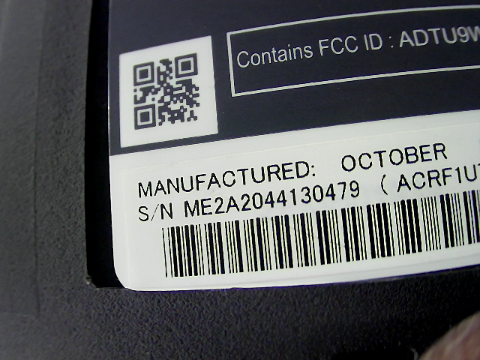 Contains FCC ID : ADTU9W
MANUFACTURED: OCTOBER
S/N ME2A2044130479 ( ACRF1U